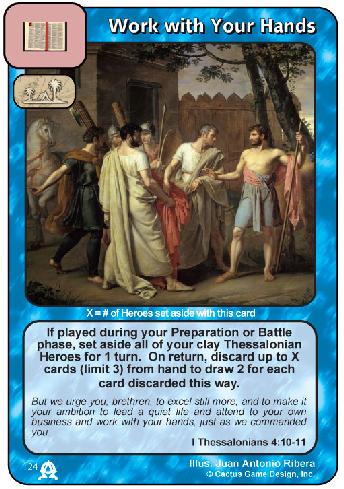 Work with Your Hands
X = # of Heroes set aside with this card
If played during your Preparation or Battle
phase, set aside all of your clay Thessalonian
Heroes for 1 turn. On return, discard up to X
cards (limit 3) from hand to draw 2 for each
card discarded this way.
But we urge you, brethren, to excel still more, and to make it
your ambition to lead a quiet life and attend to your own
business and work with your hands, just as we commanded
you.
I Thessalonians 4:10-11
Illus. Juan Antonio Ribera
24
© Cactus Game Design, Inc.